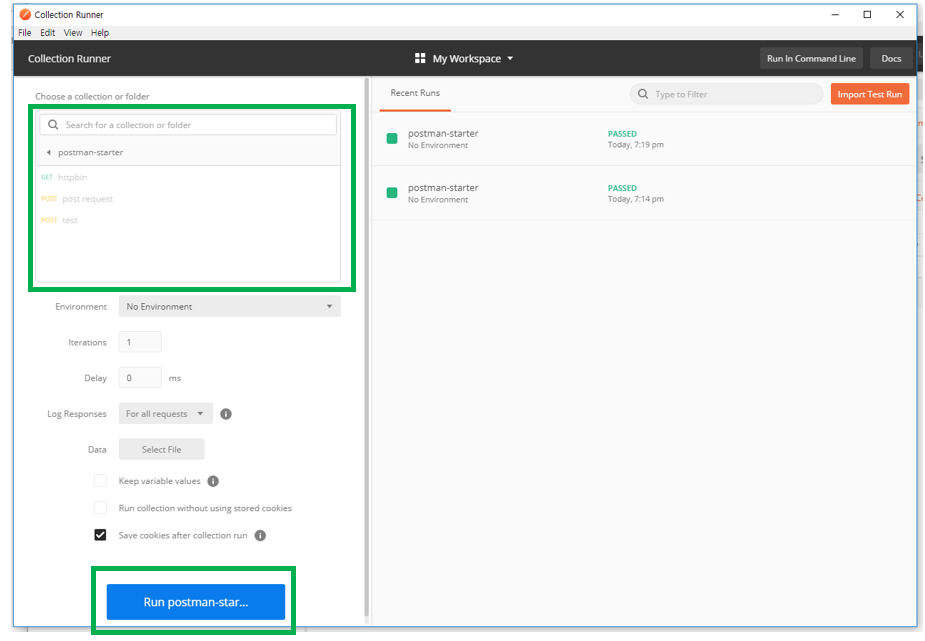 Collection Runner
File Edit View Help
Collection Runner
My Workspace
Run In Command Line
Docs
Choose a collection or folder
Search for a collection or folder
postman-starter
GET httpbin
POST post request
POST test
Environment No Environment
Iterations 1
Delay 0 ms
Log Responses For all requests
Data Select File
Keep variable values
Run collection without using stored cookies
Save cookies after collection run
Run postman-star...
Recent Runs
Type to Filter
Import Test Run
postman-starter PASSED
No Environment Today, 7:19 pm
postman-starter PASSED
No Environment Today, 7:14 pm